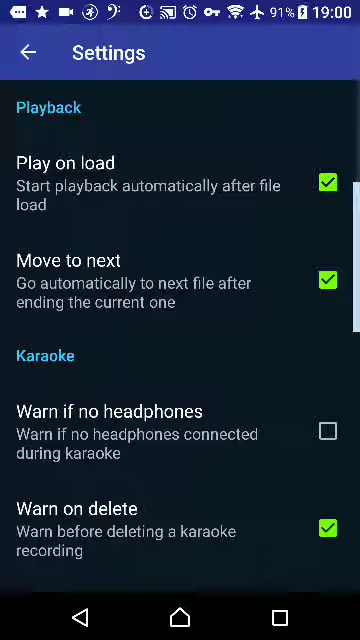 91% 19:00
Settings
Playback
Play on load
Start playback automatically after file
load
Move to next
Go automatically to next file after
ending the current one
Karaoke
Warn if no headphones
Warn if no headphones connected
during karaoke
Warn on delete
Warn before deleting a karaoke
recording